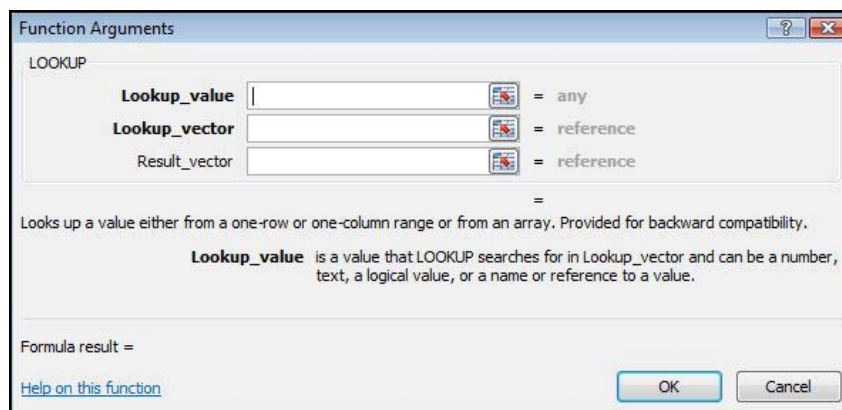 Function Arguments
LOOKUP
Lookup_value = any
Lookup_vector = reference
Result_vector = reference
=
Looks up a value either from a one-row or one-column range or from an array. Provided for backward compatibility.
Lookup_value is a value that LOOKUP searches for in Lookup_vector and can be a number,
text, a logical value, or a name or reference to a value.
Formula result =
Help on this function OK Cancel